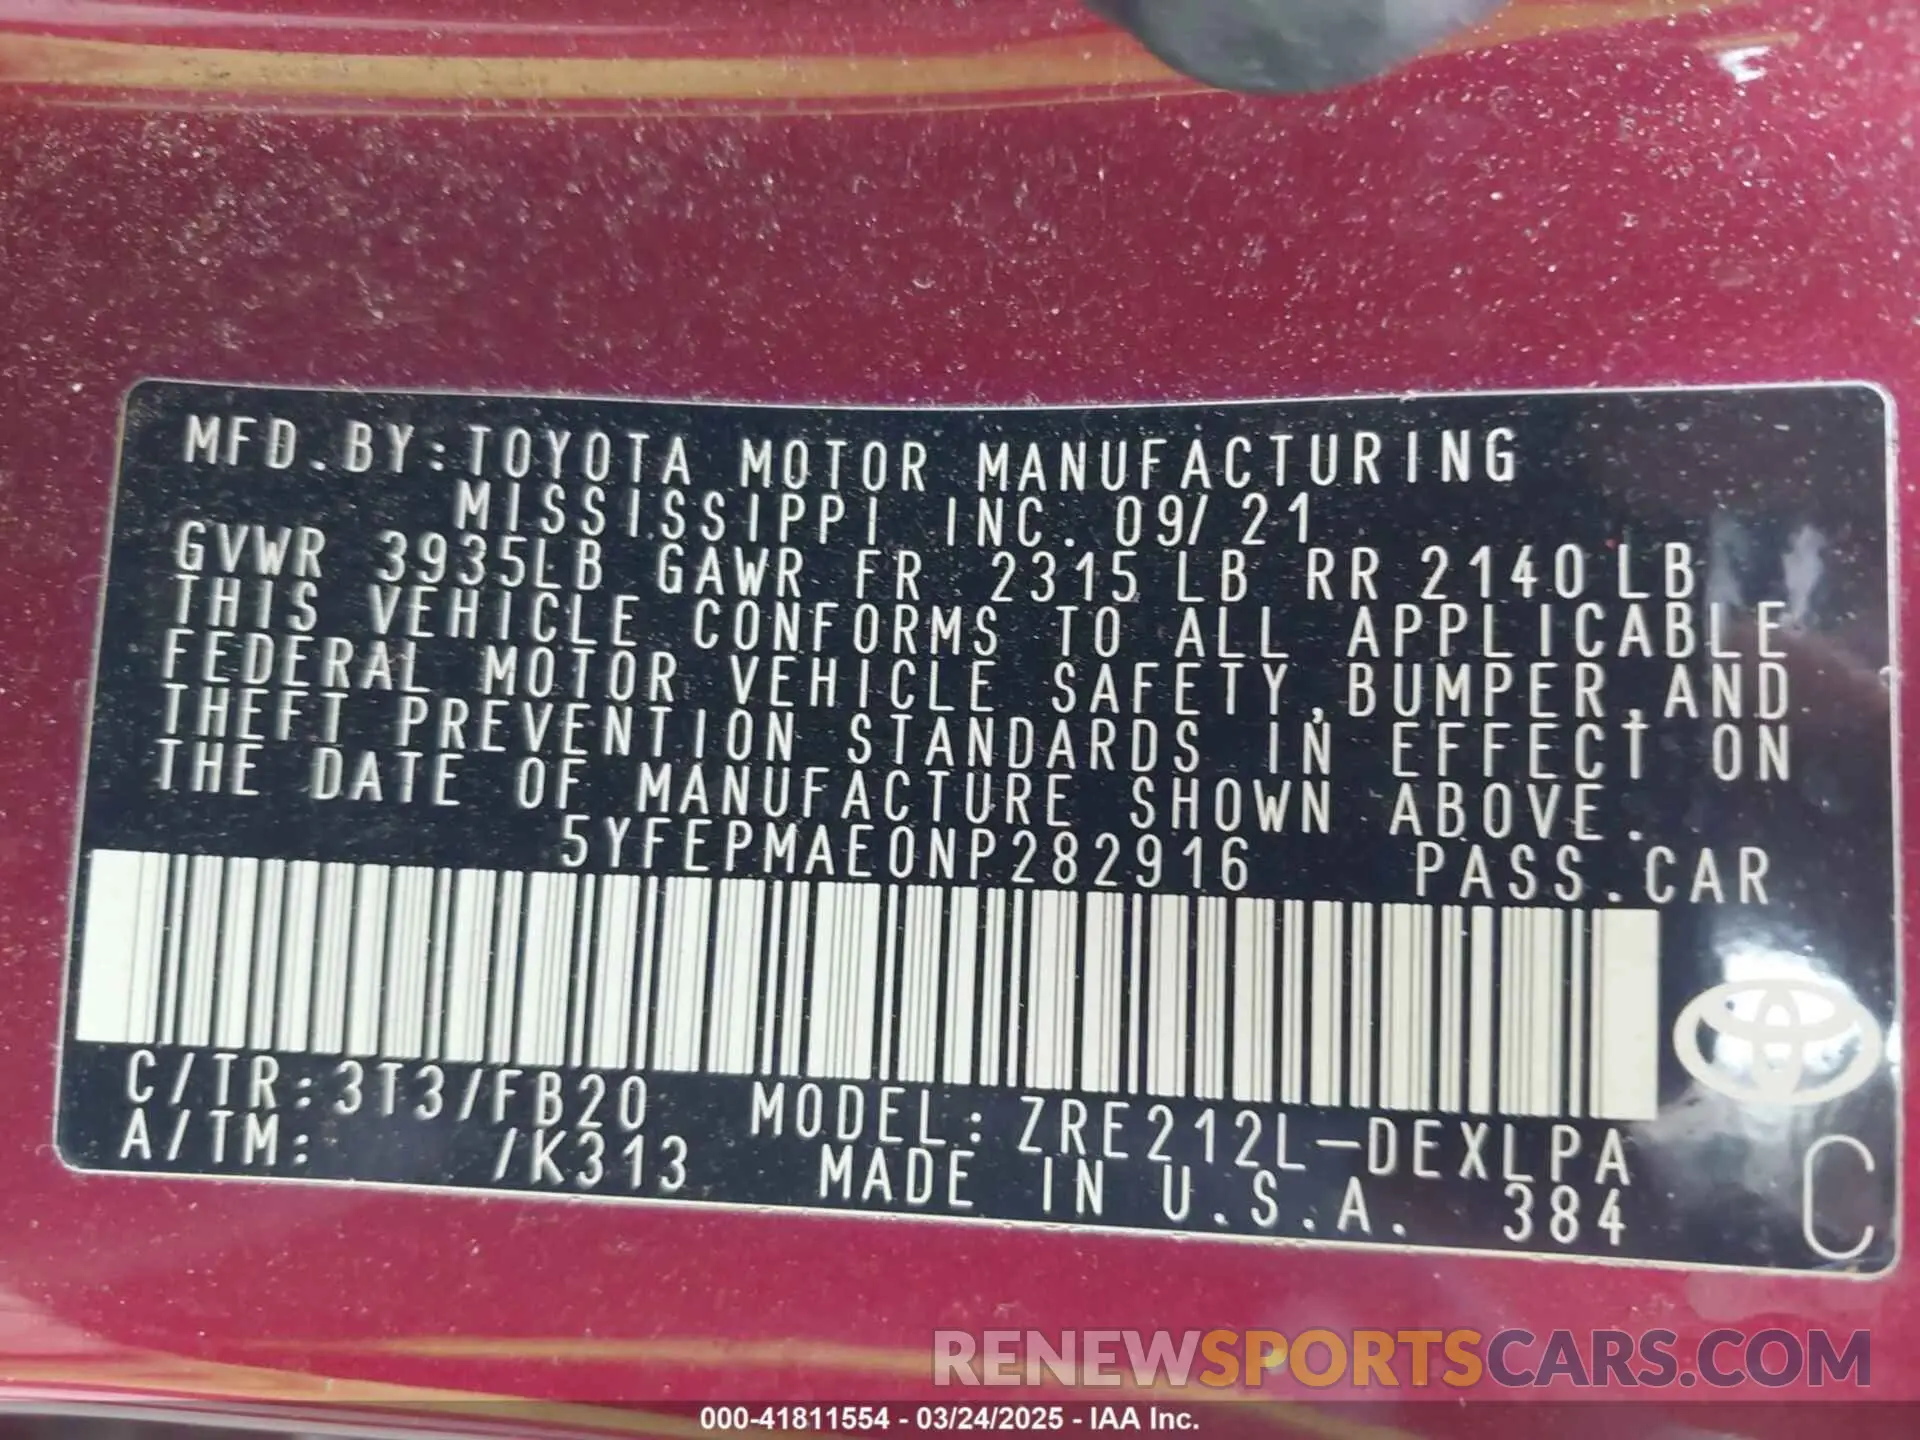 MFD.BY:TOYOTA MOTOR MANUFACTURING
MISSISSIPPI INC. 09/21
GVWR 3935LB GAWR FR 2315LB RR 2140LB
THIS VEHICLE CONFORMS TO ALL APPLICABLE
FEDERAL MOTOR VEHICLE SAFETY,BUMPER,AND
THEFT PREVENTION STANDARDS IN EFFECT ON
THE DATE OF MANUFACTURE SHOWN ABOVE.
5YFEPMAE0NP282916 PASS.CAR
C/TR:3T3/FB20 MODEL:ZRE212L-DEXLPA
A/TM: /K313 MADE IN U.S.A. 384
C
RENEWSPORTSCARS.COM
000-41811554 - 03/24/2025 - IAA Inc.